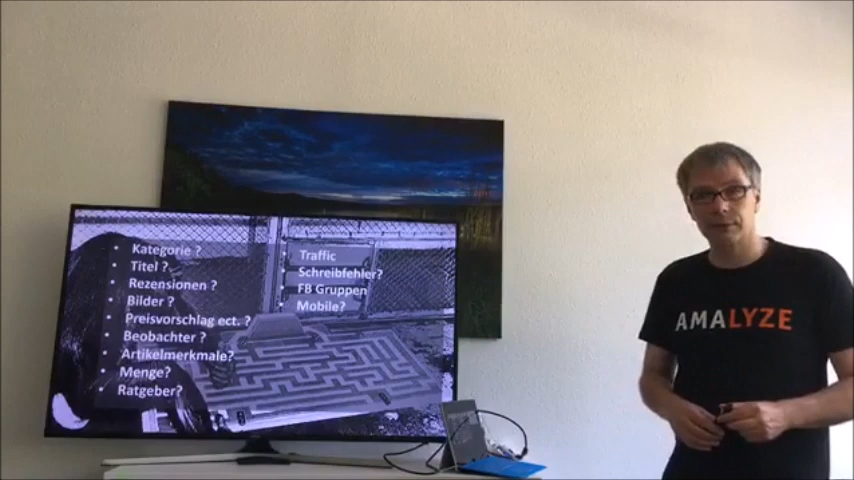 Kategorie ?
Titel ?
Rezensionen ?
Bilder ?
Preisvorschlag ect. ?
Beobachter ?
Artikelmerkmale/
Menge?
Ratgeber?
Traffic
Schreibfehler?
FB Gruppen
Mobile?
AMALYZE